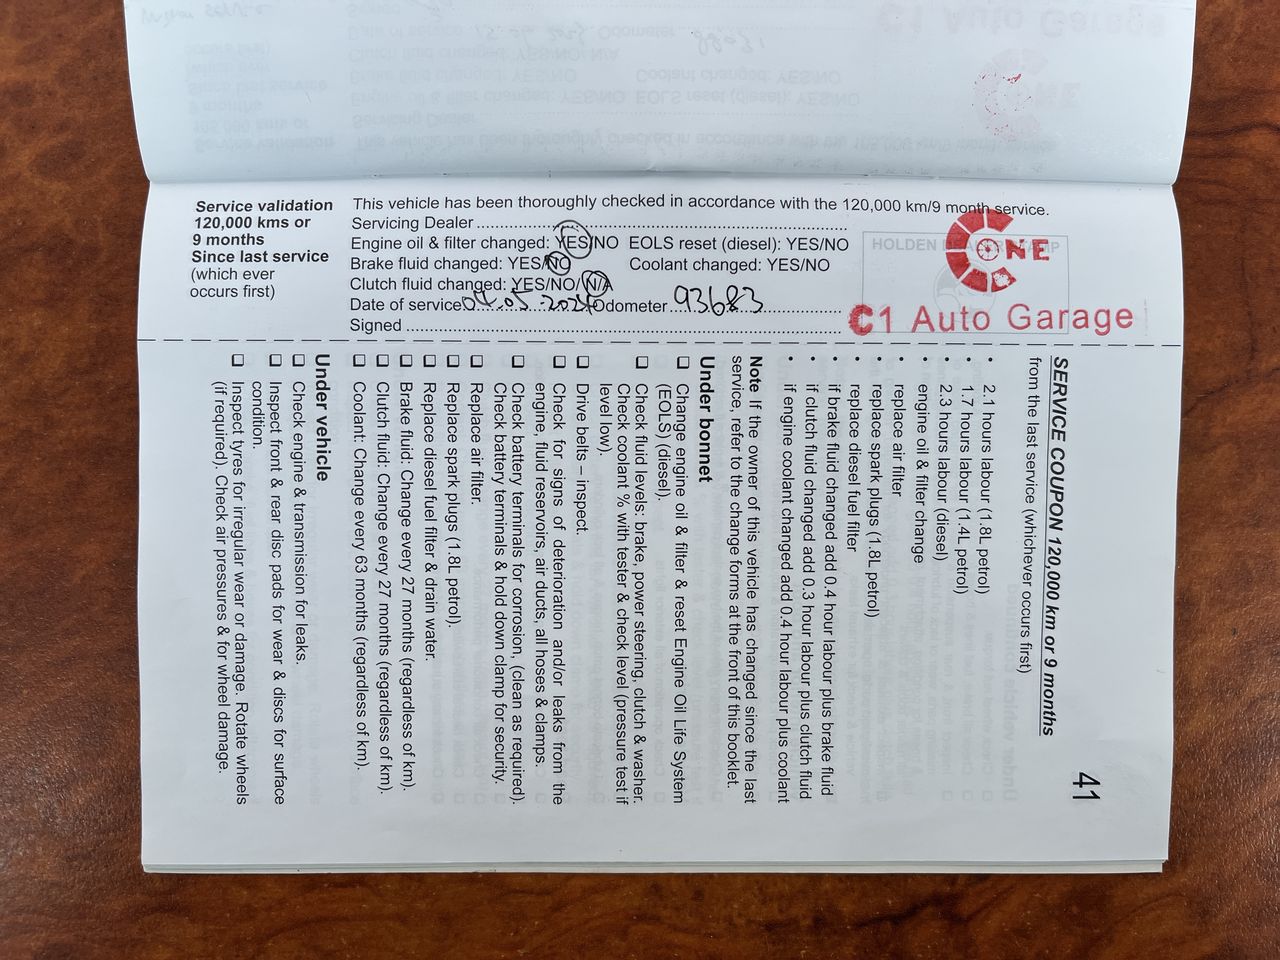 Service validation
120,000 kms or
9 months
Since last service
(which ever
occurs first)
This vehicle has been thoroughly checked in accordance with the 120,000 km/9 month service.
Servicing Dealer
Engine oil & filter changed: YES/NO EOLS reset (diesel): YES/NO
Brake fluid changed: YES/NO Coolant changed: YES/NO
Clutch fluid changed: YES/NO/N/A
Date of service 04.05.2024 Odometer 93683
Signed
HOLDEN DEALER STAMP
ONE
C1 Auto Garage
41
SERVICE COUPON 120,000 km or 9 months
from the last service (whichever occurs first)
• 2.1 hours labour (1.8L petrol)
• 1.7 hours labour (1.4L petrol)
• 2.3 hours labour (diesel)
• engine oil & filter change
• replace air filter
• replace spark plugs (1.8L petrol)
• replace diesel fuel filter
• if brake fluid changed add 0.4 hour labour plus brake fluid
• if clutch fluid changed add 0.3 hour labour plus clutch fluid
• if engine coolant changed add 0.4 hour labour plus coolant
Note If the owner of this vehicle has changed since the last
service, refer to the change forms at the front of this booklet.
Under bonnet
☐ Change engine oil & filter & reset Engine Oil Life System
(EOLS) (diesel).
☐ Check fluid levels: brake, power steering, clutch & washer.
Check coolant % with tester & check level (pressure test if
level low).
☐ Drive belts – inspect.
☐ Check for signs of deterioration and/or leaks from the
engine, fluid reservoirs, air ducts, all hoses & clamps.
☐ Check battery terminals for corrosion, (clean as required).
Check battery terminals & hold down clamp for security.
☐ Replace air filter.
☐ Replace spark plugs (1.8L petrol).
☐ Replace diesel fuel filter & drain water.
☐ Brake fluid: Change every 27 months (regardless of km).
☐ Clutch fluid: Change every 27 months (regardless of km).
☐ Coolant: Change every 63 months (regardless of km).
Under vehicle
☐ Check engine & transmission for leaks.
☐ Inspect front & rear disc pads for wear & discs for surface
condition.
☐ Inspect tyres for irregular wear or damage. Rotate wheels
(if required). Check air pressures & for wheel damage.